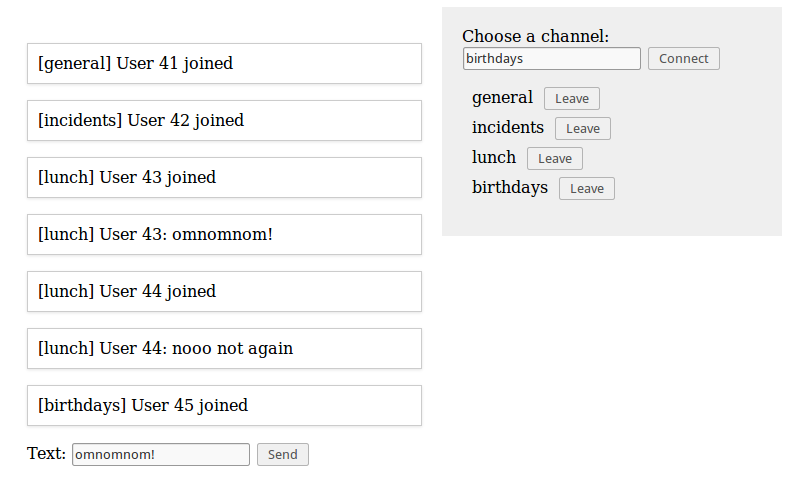 [general] User 41 joined
[incidents] User 42 joined
[lunch] User 43 joined
[lunch] User 43: omnomnom!
[lunch] User 44 joined
[lunch] User 44: nooo not again
[birthdays] User 45 joined
Text: omnomnom! Send
Choose a channel:
birthdays Connect
general Leave
incidents Leave
lunch Leave
birthdays Leave